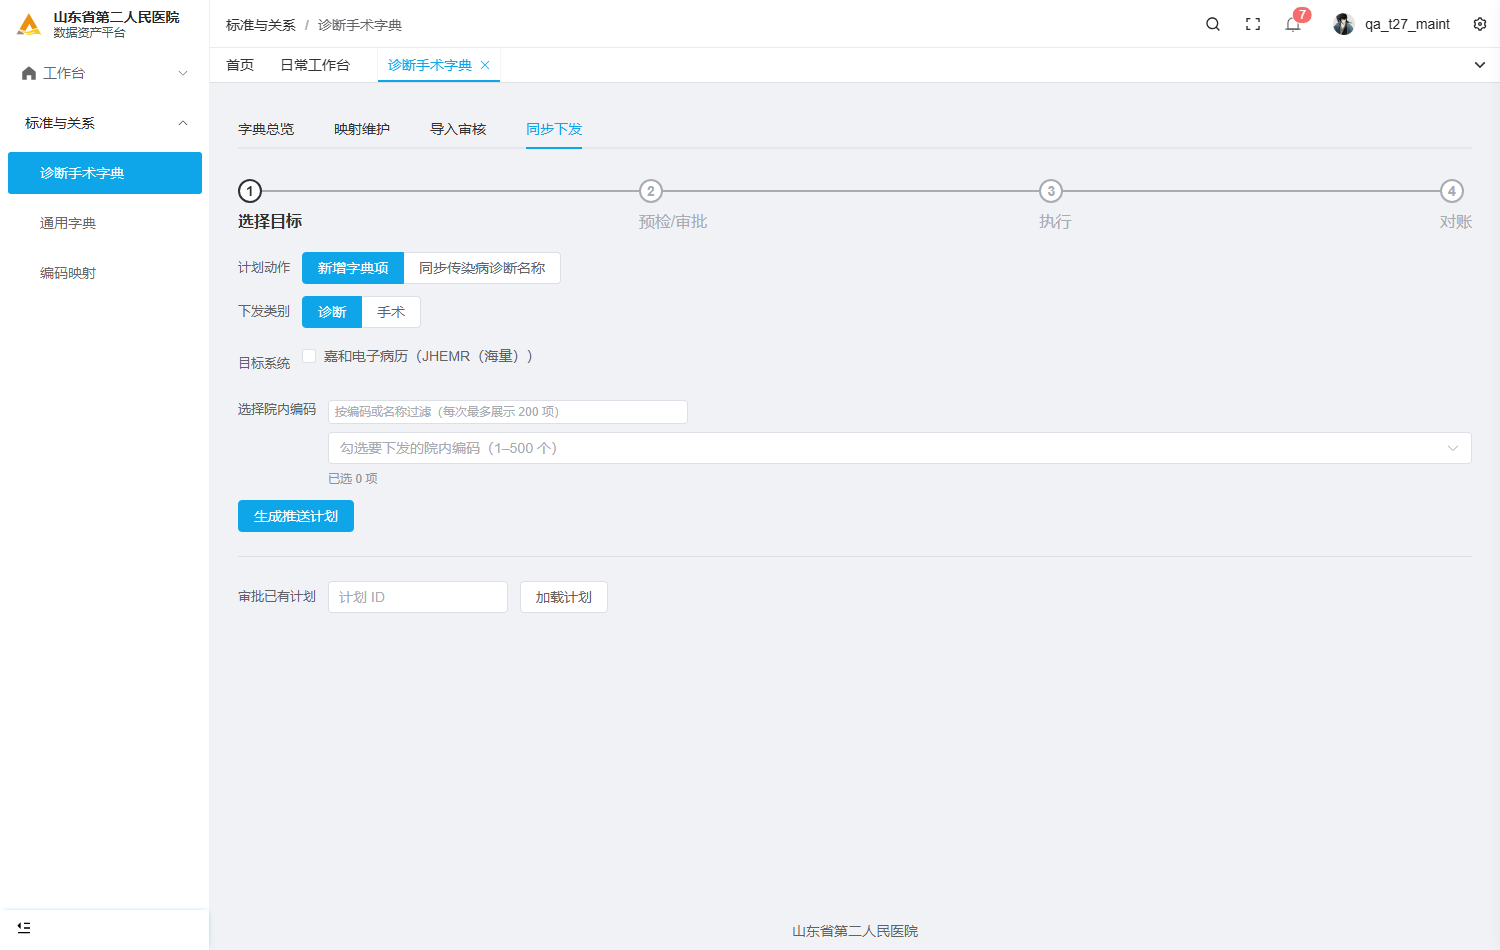 山东省第二人民医院
数据资产平台
标准与关系 / 诊断手术字典
7
qa_t27_maint
首页
日常工作台
诊断手术字典
工作台
标准与关系
诊断手术字典
通用字典
编码映射
字典总览
映射维护
导入审核
同步下发
1
2
3
4
选择目标
预检/审批
执行
对账
计划动作
新增字典项
同步传染病诊断名称
下发类别
诊断
手术
目标系统
嘉和电子病历（JHEMR（海量））
选择院内编码
按编码或名称过滤（每次最多展示 200 项）
勾选要下发的院内编码（1–500 个）
已选 0 项
生成推送计划
审批已有计划
计划 ID
加载计划
山东省第二人民医院